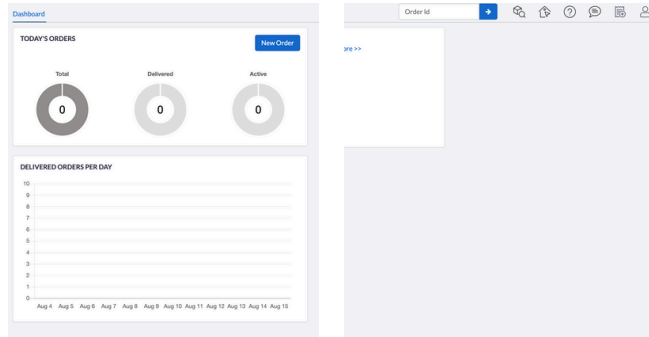 Dashboard
Order Id
TODAY'S ORDERS
New Order
Total Delivered Active
0 0 0
ore >>
DELIVERED ORDERS PER DAY
10
9
8
7
6
5
4
3
2
1
0
Aug 4 Aug 5 Aug 6 Aug 7 Aug 8 Aug 9 Aug 10 Aug 11 Aug 12 Aug 13 Aug 14 Aug 15